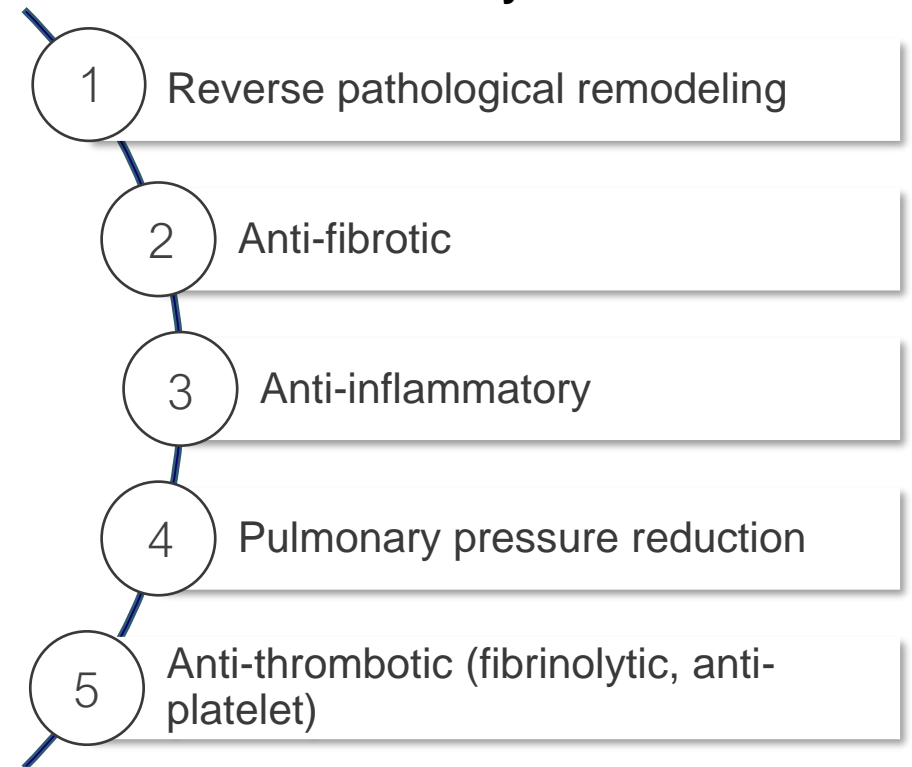 1
Reverse pathological remodeling
2
Anti-fibrotic
3
Anti-inflammatory
4
Pulmonary pressure reduction
5
Anti-thrombotic (fibrinolytic, anti-
platelet)